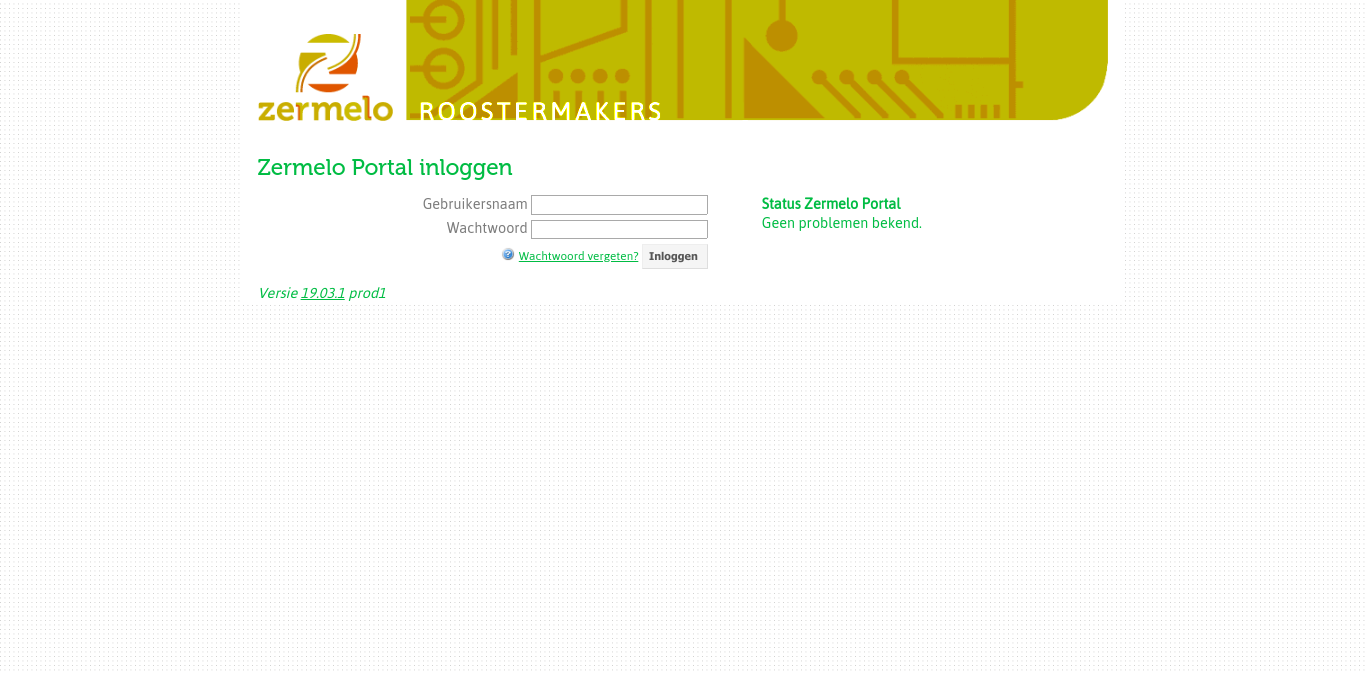 zermelo
ROOSTERMAKERS
Zermelo Portal inloggen
Gebruikersnaam
Wachtwoord
? Wachtwoord vergeten? Inloggen
Status Zermelo Portal
Geen problemen bekend.
Versie 19.03.1 prod1